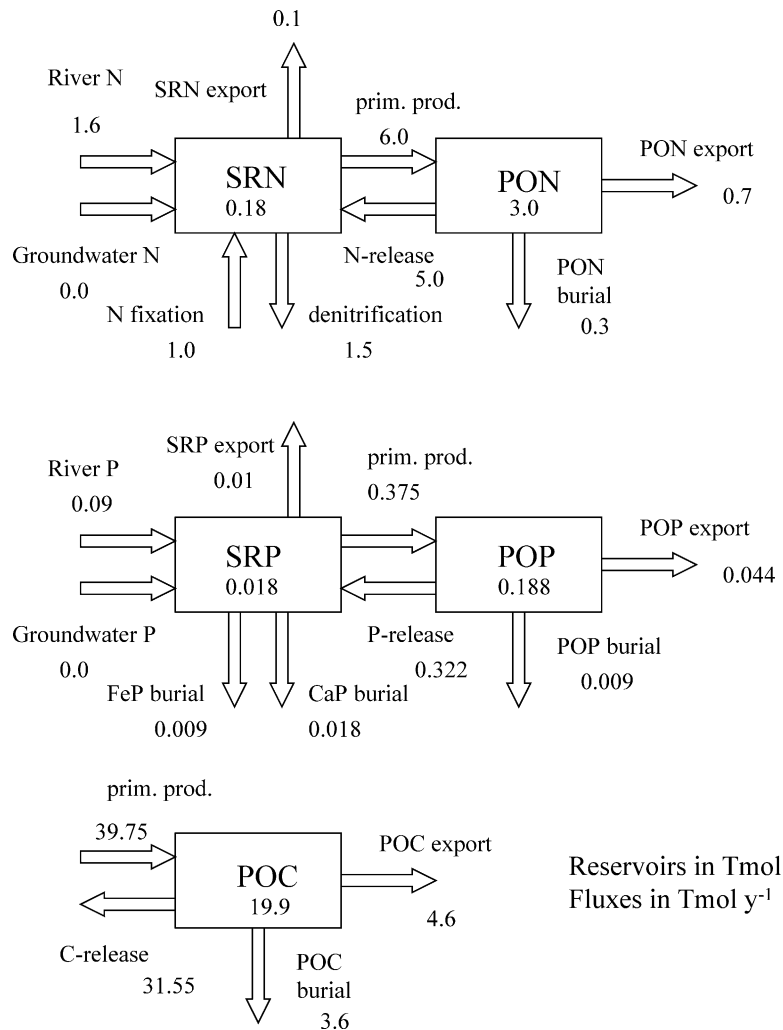 0.1
River N
SRN export
prim. prod.
1.6
6.0
PON export
SRN
0.18
PON
3.0
0.7
Groundwater N
0.0
N-release
5.0
PON
burial
0.3
N fixation
1.0
denitrification
1.5
SRP export
0.01
River P
0.09
prim. prod.
0.375
POP export
0.044
SRP
0.018
POP
0.188
Groundwater P
0.0
P-release
0.322
POP burial
0.009
FeP burial
0.009
CaP burial
0.018
prim. prod.
39.75
POC export
4.6
POC
19.9
Reservoirs in Tmol
Fluxes in Tmol y⁻¹
C-release
31.55
POC
burial
3.6